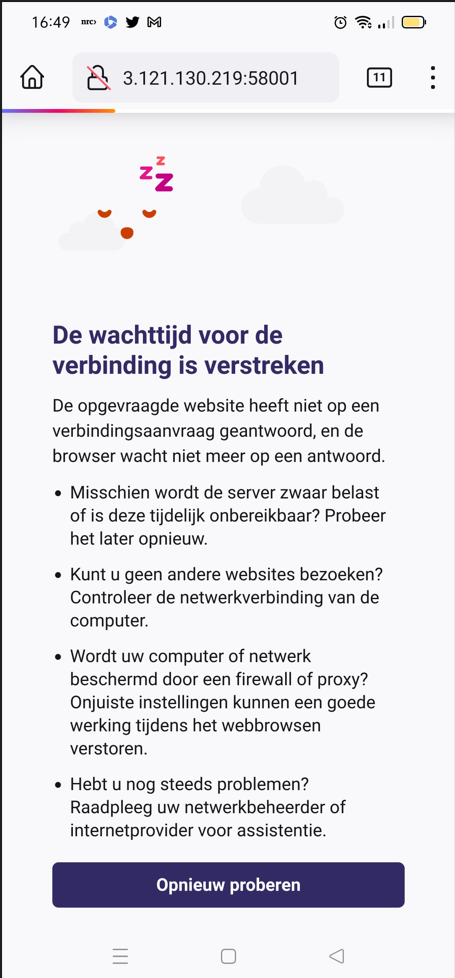 16:49 nrc›
3.121.130.219:58001 11
z
z
z
De wachttijd voor de
verbinding is verstreken
De opgevraagde website heeft niet op een
verbindingsaanvraag geantwoord, en de
browser wacht niet meer op een antwoord.
• Misschien wordt de server zwaar belast
of is deze tijdelijk onbereikbaar? Probeer
het later opnieuw.
• Kunt u geen andere websites bezoeken?
Controleer de netwerkverbinding van de
computer.
• Wordt uw computer of netwerk
beschermd door een firewall of proxy?
Onjuiste instellingen kunnen een goede
werking tijdens het webbrowsen
verstoren.
• Hebt u nog steeds problemen?
Raadpleeg uw netwerkbeheerder of
internetprovider voor assistentie.
Opnieuw proberen